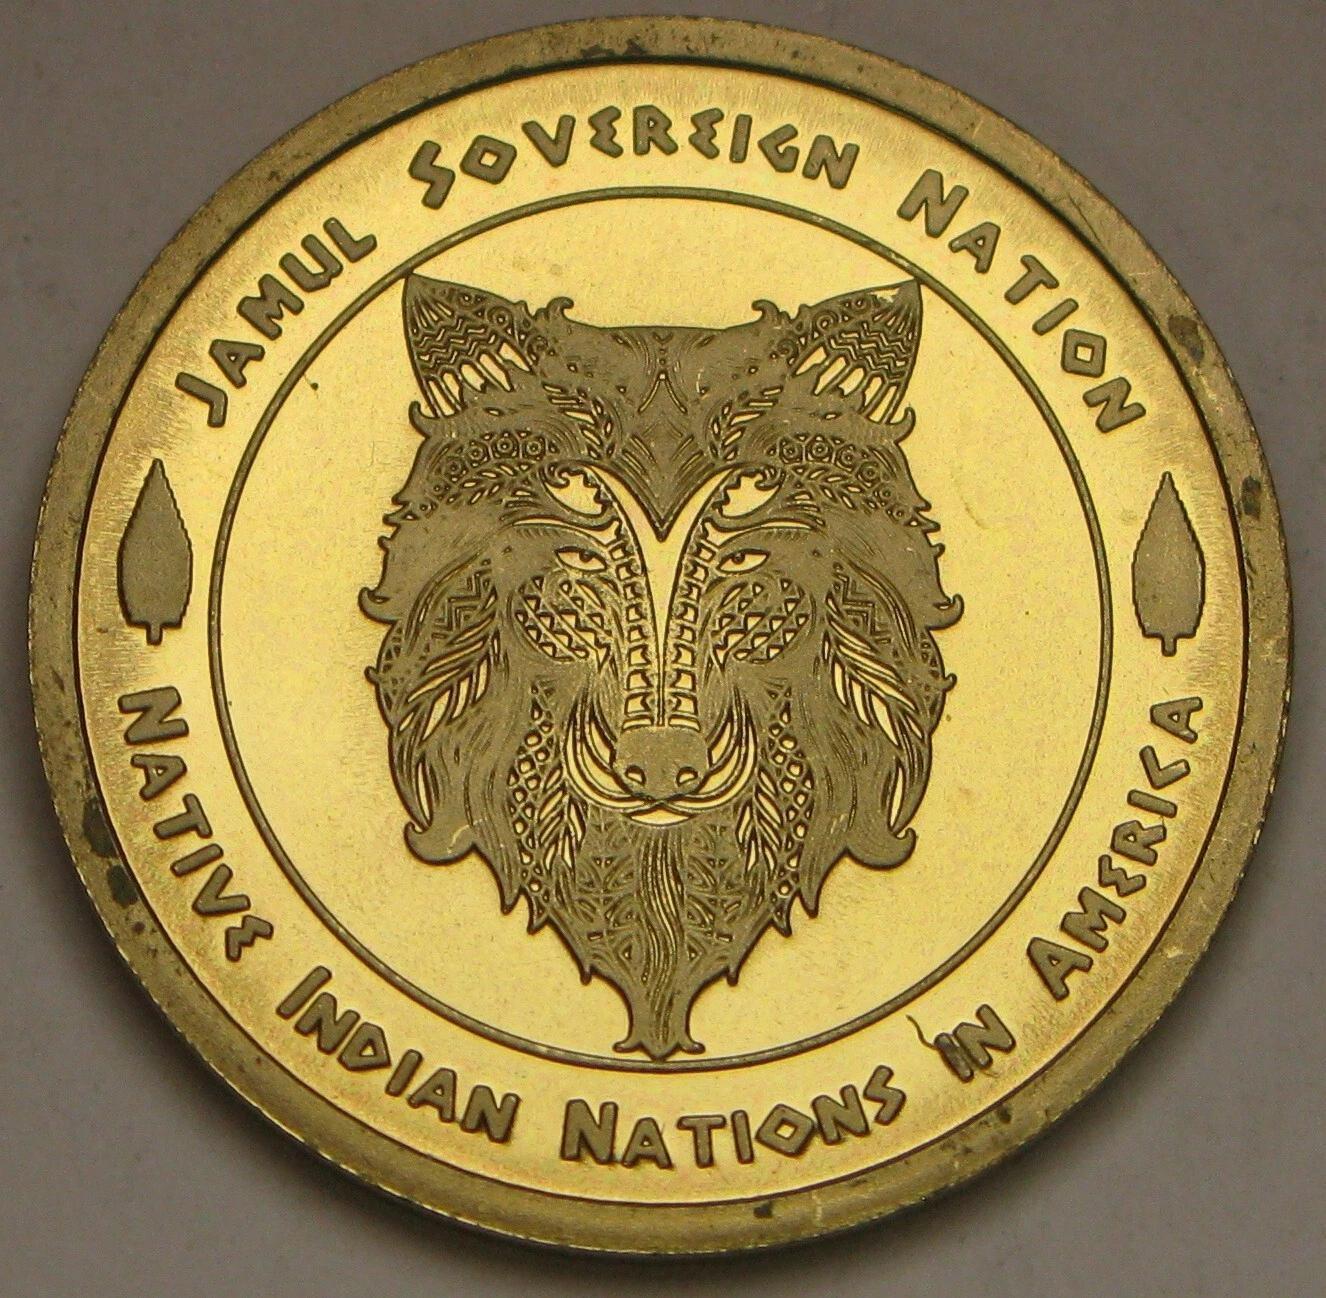 JAMUL SOVEREIGN NATION
NATIVE INDIAN NATIONS IN AMERICA